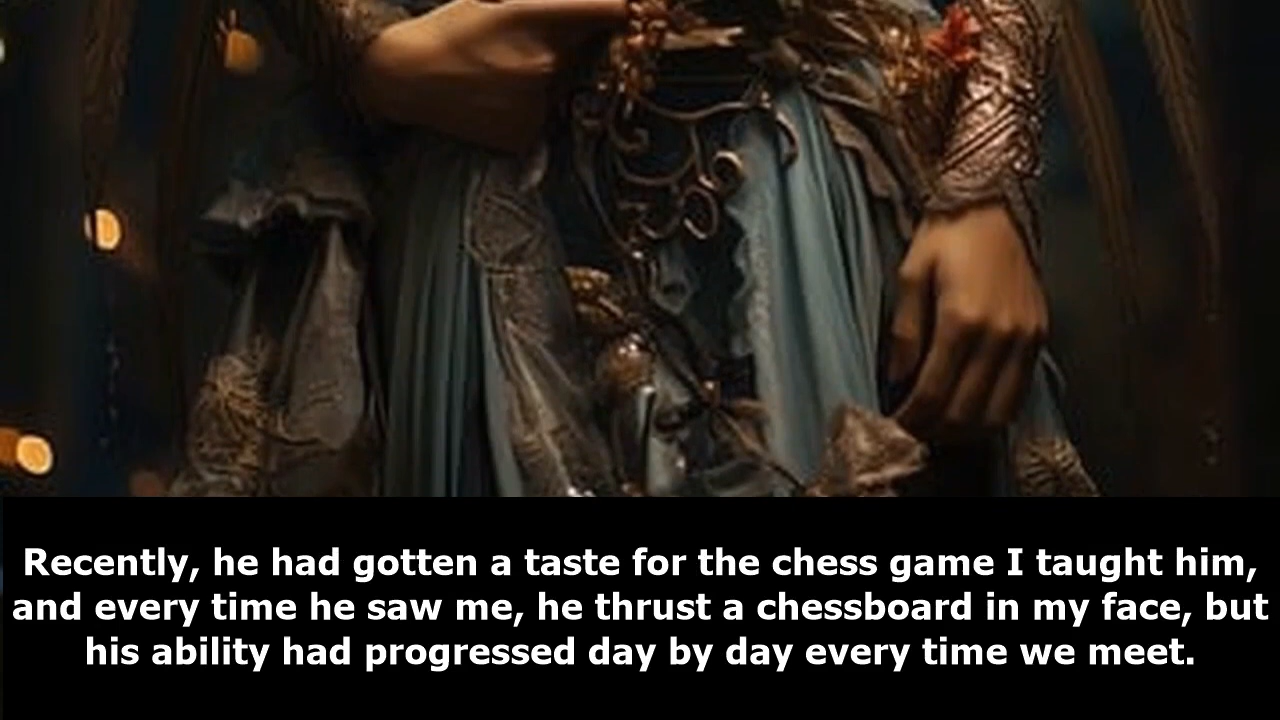 Recently, he had gotten a taste for the chess game I taught him,
and every time he saw me, he thrust a chessboard in my face, but
his ability had progressed day by day every time we meet.